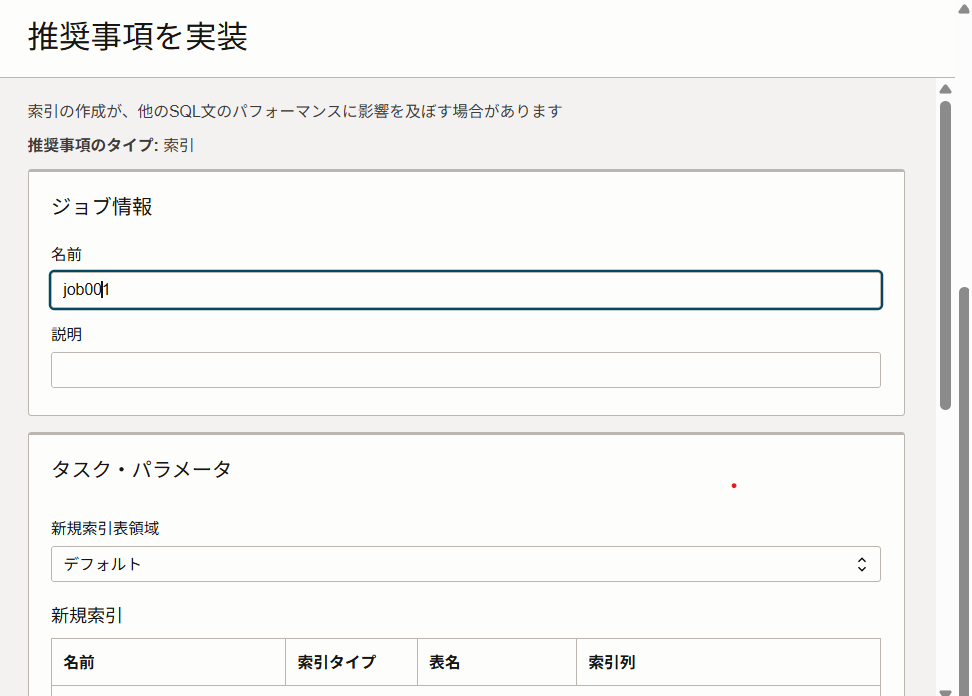 推奨事項を実装
索引の作成が、他のSQL文のパフォーマンスに影響を及ぼす場合があります
推奨事項のタイプ: 索引
ジョブ情報
名前
job001
説明
タスク・パラメータ
新規索引表領域
デフォルト
新規索引
名前 索引タイプ 表名 索引列